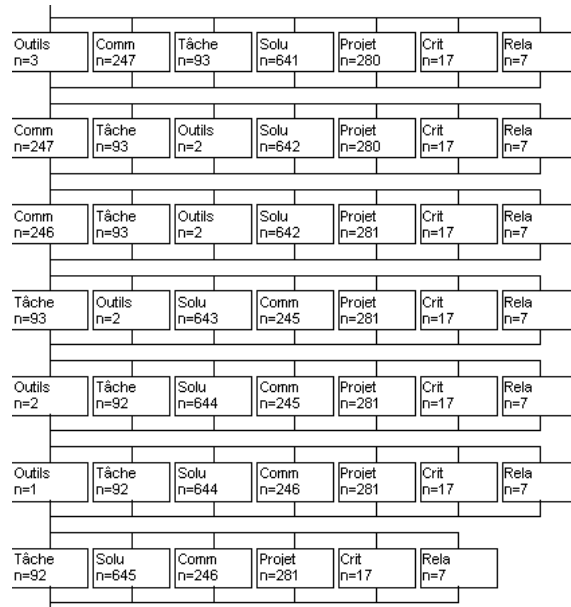 Outils Comm Tâche Solu Projet Crit Rela
n=3 n=247 n=93 n=641 n=280 n=17 n=7
Comm Tâche Outils Solu Projet Crit Rela
n=247 n=93 n=2 n=642 n=280 n=17 n=7
Comm Tâche Outils Solu Projet Crit Rela
n=246 n=93 n=2 n=642 n=281 n=17 n=7
Tâche Outils Solu Comm Projet Crit Rela
n=93 n=2 n=643 n=245 n=281 n=17 n=7
Outils Tâche Solu Comm Projet Crit Rela
n=2 n=92 n=644 n=245 n=281 n=17 n=7
Outils Tâche Solu Comm Projet Crit Rela
n=1 n=92 n=644 n=246 n=281 n=17 n=7
Tâche Solu Comm Projet Crit Rela
n=92 n=645 n=246 n=281 n=17 n=7